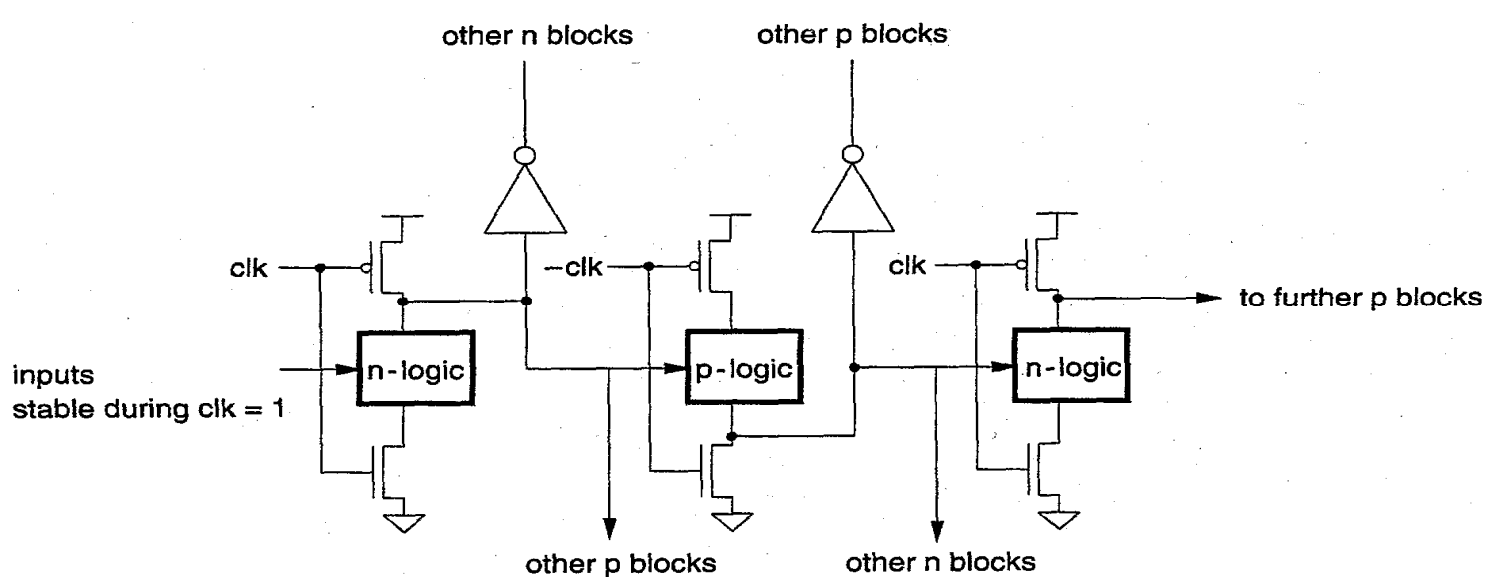 other n blocks
other p blocks
clk
-clk
clk
to further p blocks
n-logic
p-logic
n-logic
inputs
stable during clk = 1
other p blocks
other n blocks